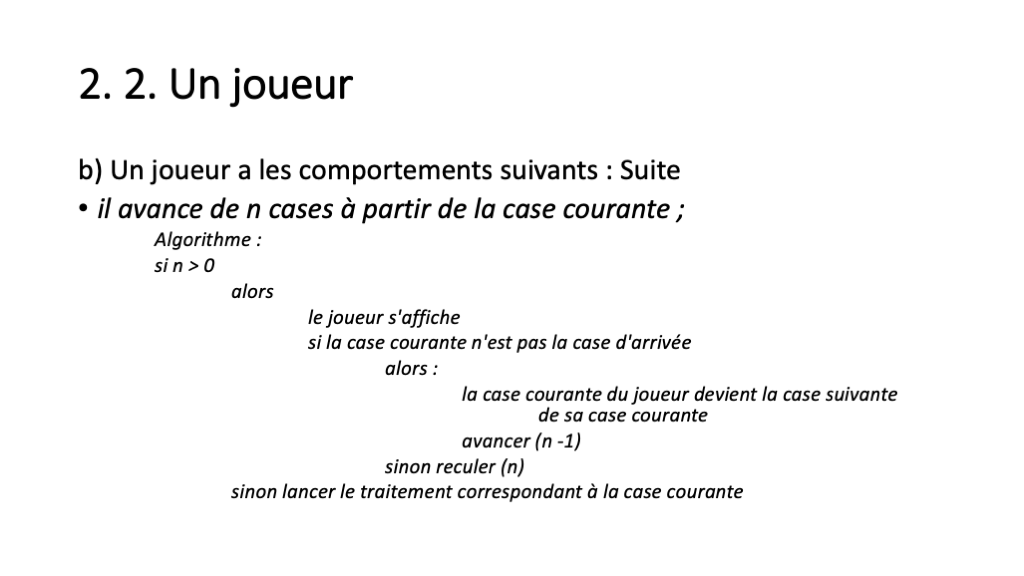 2. 2. Un joueur
b) Un joueur a les comportements suivants : Suite
• il avance de n cases à partir de la case courante ;
Algorithme :
si n > 0
alors
le joueur s'affiche
si la case courante n'est pas la case d'arrivée
alors :
la case courante du joueur devient la case suivante
de sa case courante
avancer (n -1)
sinon reculer (n)
sinon lancer le traitement correspondant à la case courante